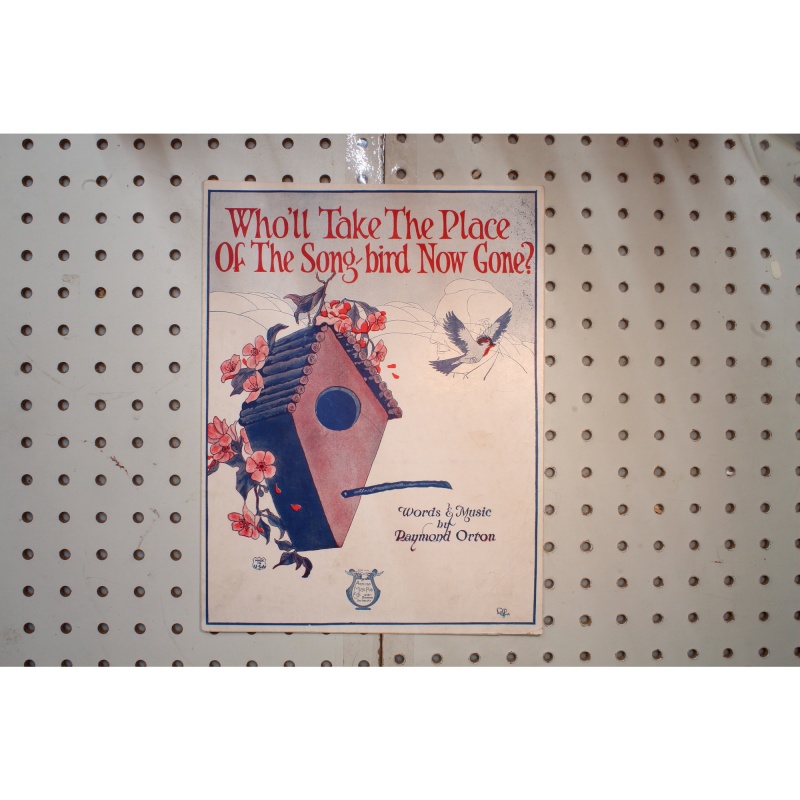 Who'll Take The Place
Of The Song-bird Now Gone?
Words & Music
by
Raymond Orton